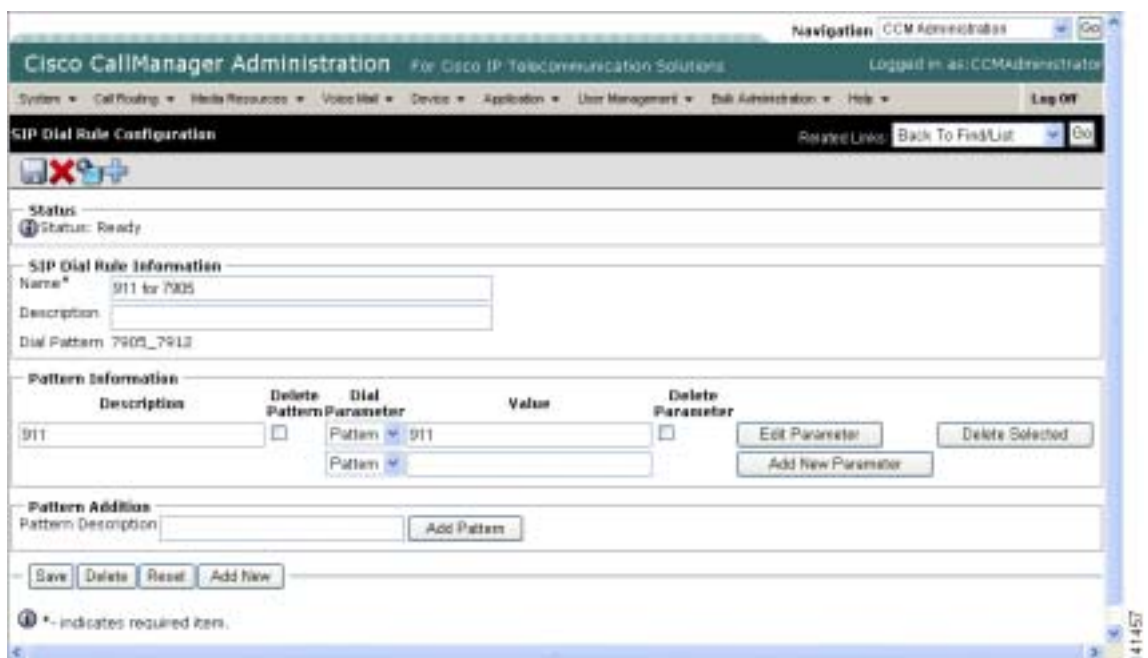 Navigation CCM Administration Go
Cisco CallManager Administration For Cisco IP Telecommunication Solutions Logged in as:CCMAdministrator
System Call Routing Media Resources Voice Mail Device Application User Management Bulk Administration Help Log Off
SIP Dial Rule Configuration Related Links: Back To Find/List Go
Status
Status: Ready
SIP Dial Rule Information
Name* 911 for 7905
Description
Dial Pattern 7905_7912
Pattern Information
Description Delete Pattern Dial Parameter Value Delete Parameter
911 Pattern 911 Edit Parameter Delete Selected
Pattern Add New Parameter
Pattern Addition
Pattern Description Add Pattern
Save Delete Reset Add New
*- indicates required item.
41457